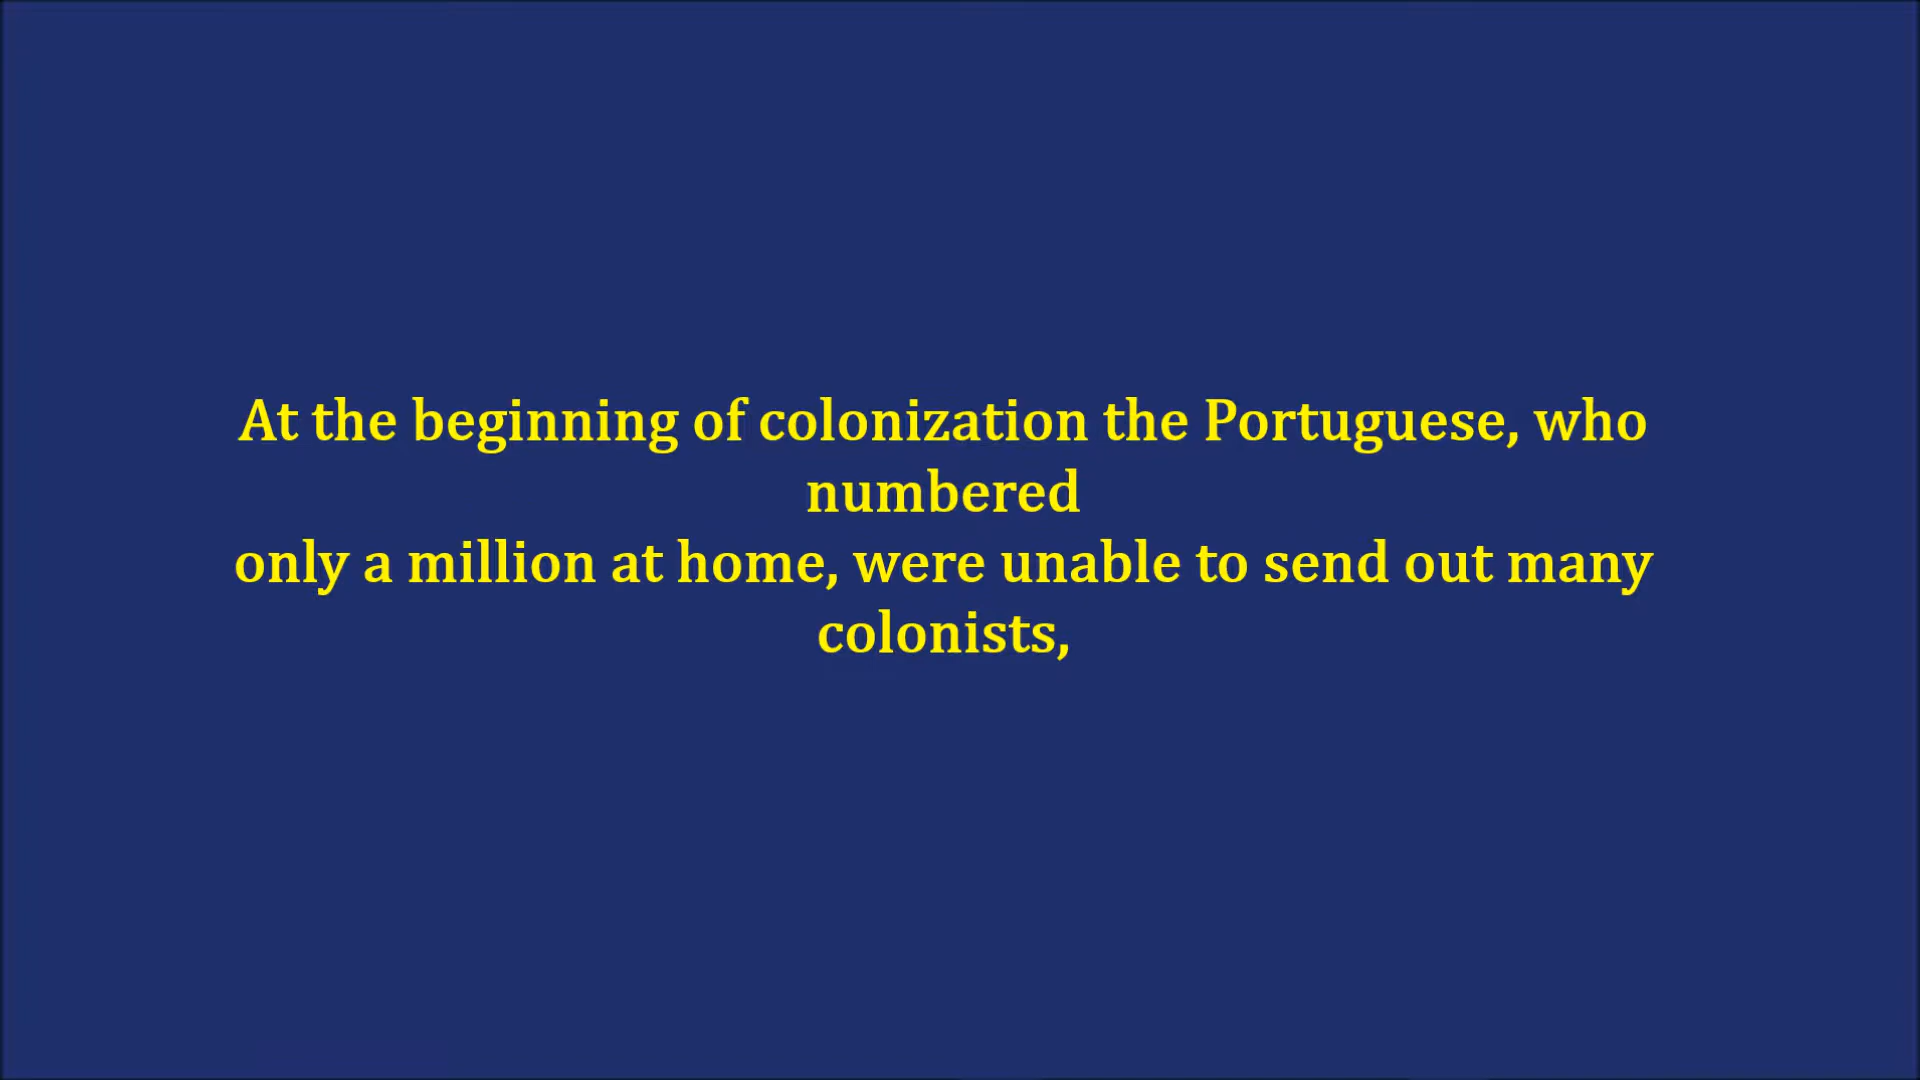 At the beginning of colonization the Portuguese, who
numbered
only a million at home, were unable to send out many
colonists,